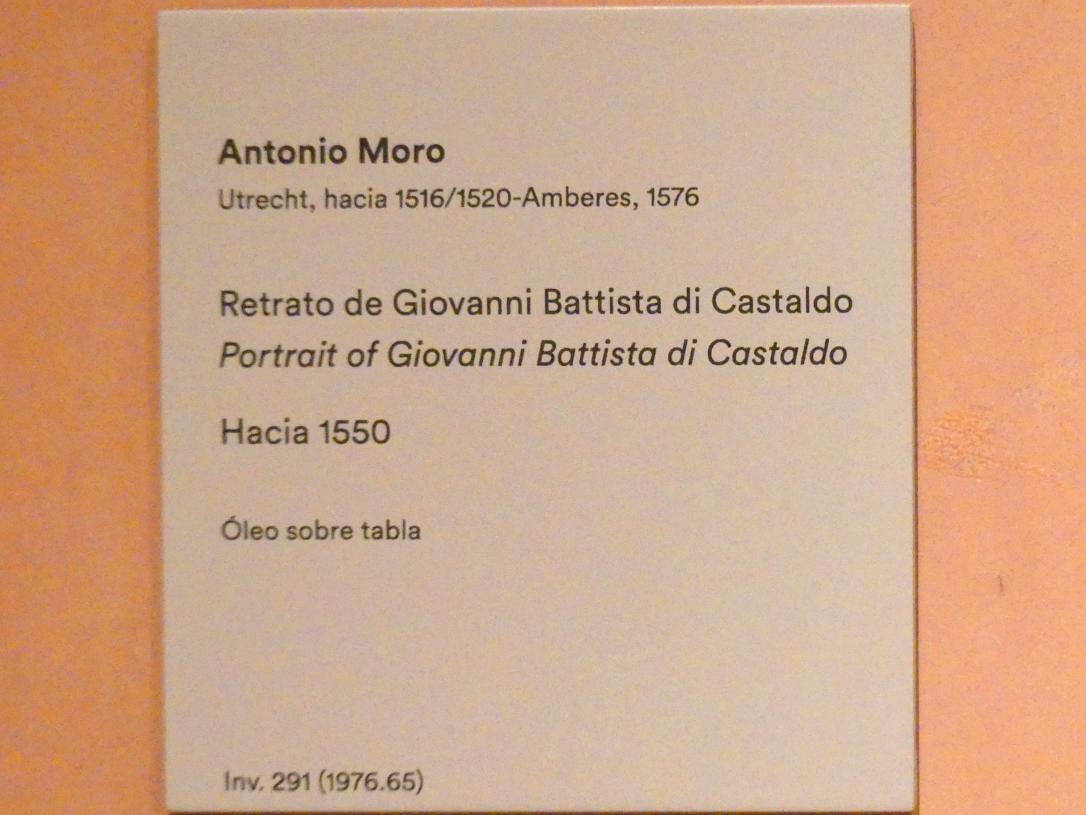 Antonio Moro
Utrecht, hacia 1516/1520-Amberes, 1576
Retrato de Giovanni Battista di Castaldo
Portrait of Giovanni Battista di Castaldo
Hacia 1550
Óleo sobre tabla
Inv. 291 (1976.65)